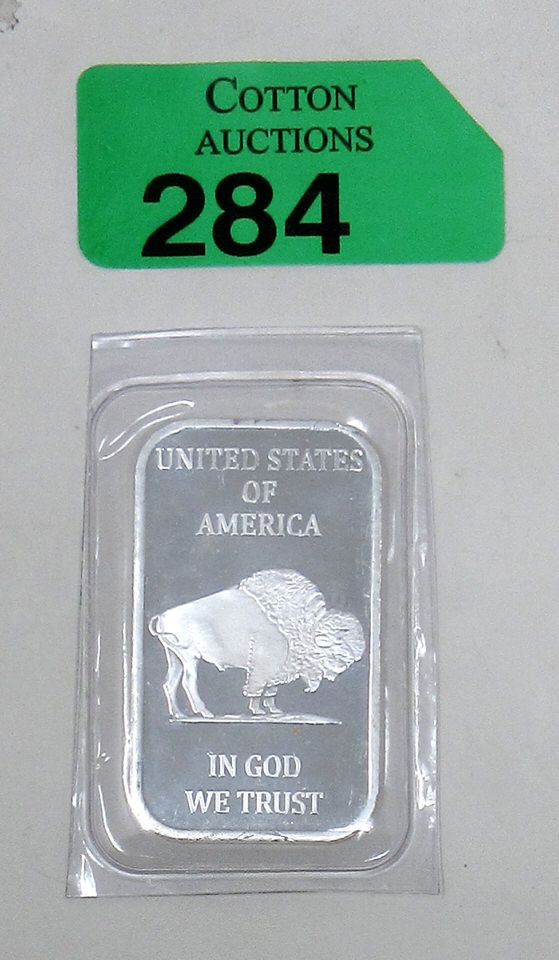 COTTON
AUCTIONS
284
UNITED STATES
OF
AMERICA
IN GOD
WE TRUST